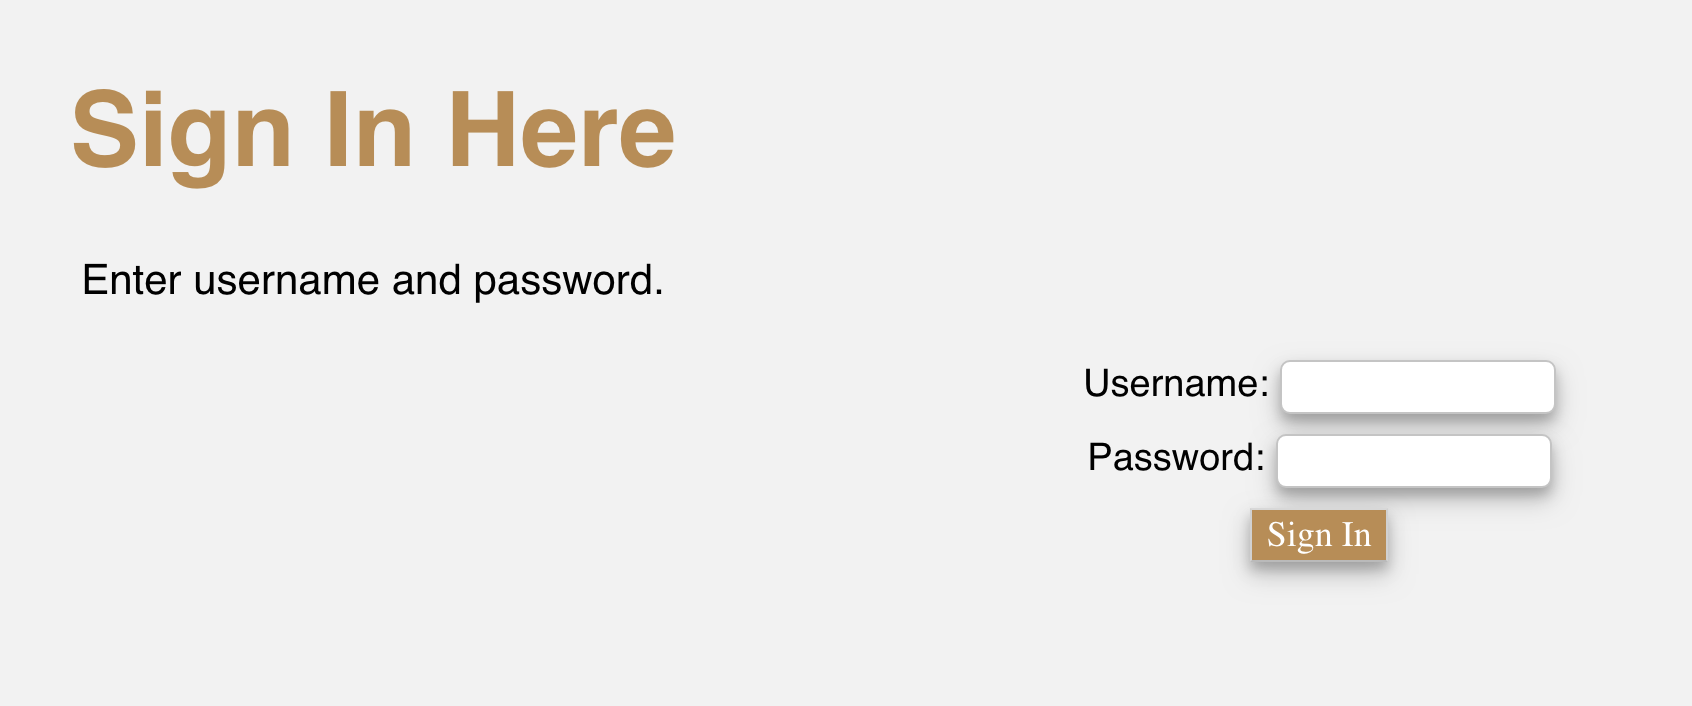 Sign In Here
Enter username and password.
Username:
Password:
Sign In